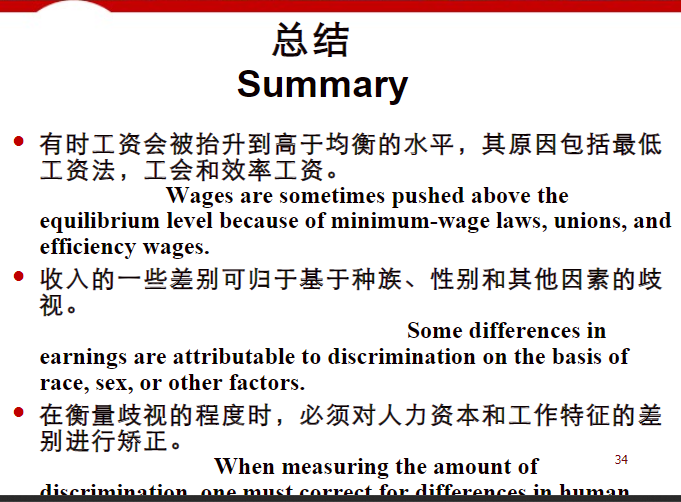 总结
Summary
有时工资会被抬升到高于均衡的水平，其原因包括最低
工资法，工会和效率工资。
Wages are sometimes pushed above the
equilibrium level because of minimum-wage laws, unions, and
efficiency wages.
收入的一些差别可归于基于种族、性别和其他因素的歧
视。
Some differences in
earnings are attributable to discrimination on the basis of
race, sex, or other factors.
在衡量歧视的程度时，必须对人力资本和工作特征的差
别进行矫正。
When measuring the amount of
discrimination, one must correct for differences in human
34